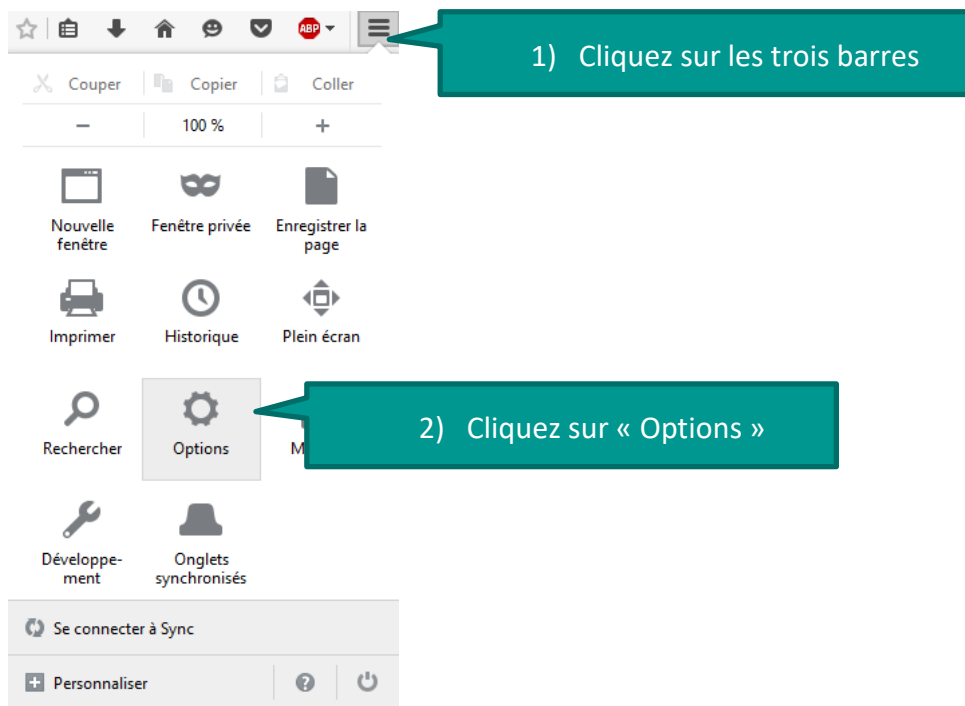 ABP
1) Cliquez sur les trois barres
Couper Copier Coller
− 100 % +
Nouvelle fenêtre
Fenêtre privée
Enregistrer la page
Imprimer Historique Plein écran
2) Cliquez sur « Options »
Rechercher Options
Développe-
ment
Onglets
synchronisés
Se connecter à Sync
+ Personnaliser ?